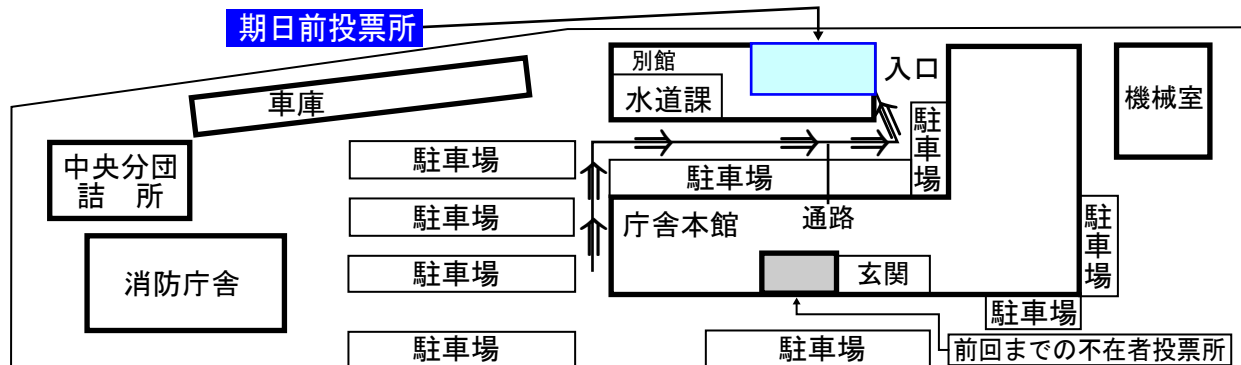 期日前投票所
別館
入口
水道課
機械室
車庫
駐車場
中央分団
詰所
駐車場
駐車場
駐車場
庁舎本館
通路
駐車場
消防庁舎
駐車場
玄関
駐車場
駐車場
駐車場
前回までの不在者投票所